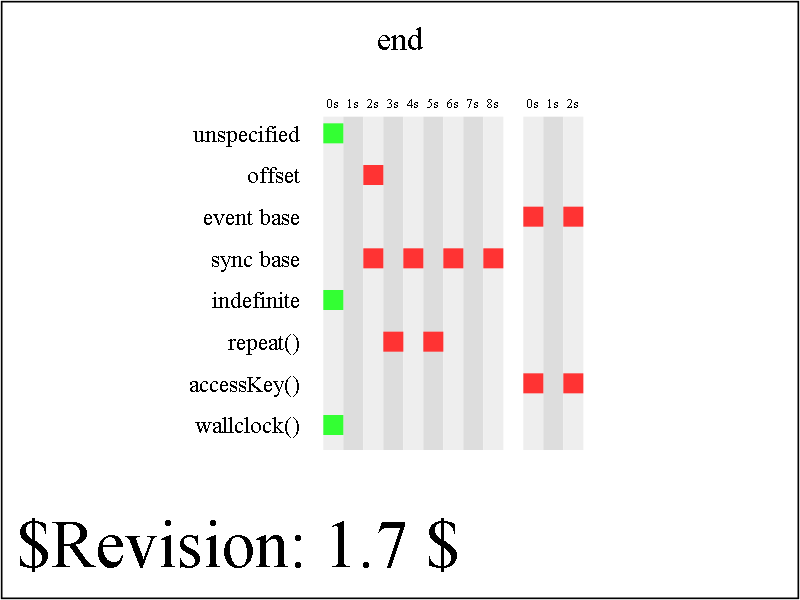 end
0s 1s 2s 3s 4s 5s 6s 7s 8s 0s 1s 2s
unspecified
offset
event base
sync base
indefinite
repeat()
accessKey()
wallclock()
$Revision: 1.7 $